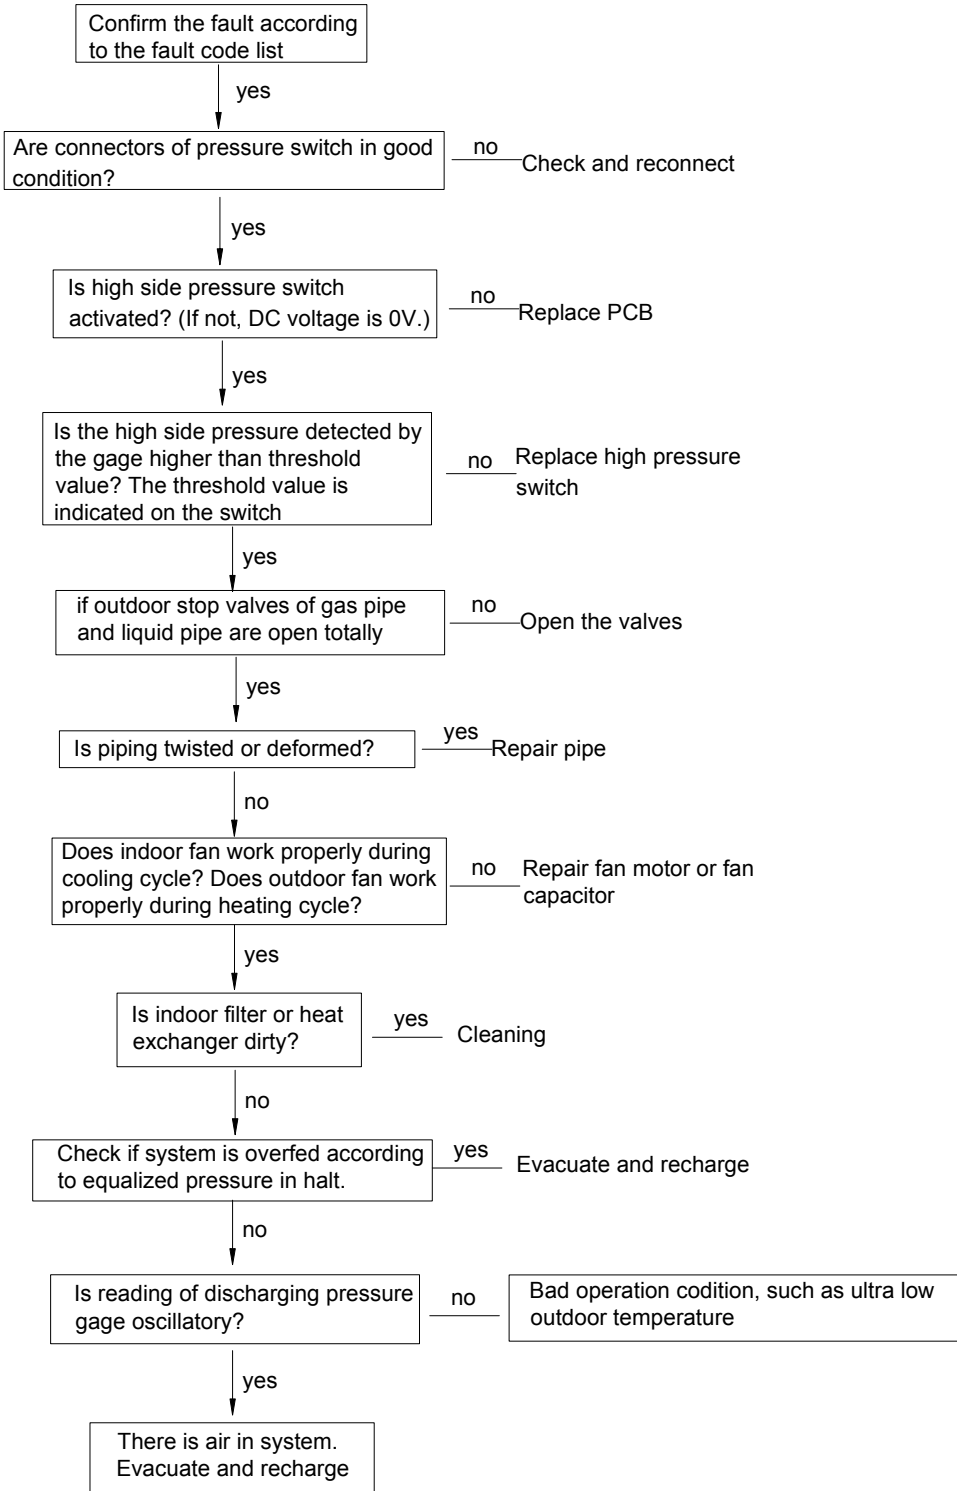 Confirm the fault according
to the fault code list
yes
Are connectors of pressure switch in good
condition?
no
Check and reconnect
yes
Is high side pressure switch
activated? (If not, DC voltage is 0V.)
no
Replace PCB
yes
Is the high side pressure detected by
the gage higher than threshold
value? The threshold value is
indicated on the switch
no
Replace high pressure
switch
yes
if outdoor stop valves of gas pipe
and liquid pipe are open totally
no
Open the valves
yes
Is piping twisted or deformed?
yes
Repair pipe
no
Does indoor fan work properly during
cooling cycle? Does outdoor fan work
properly during heating cycle?
no
Repair fan motor or fan
capacitor
yes
Is indoor filter or heat
exchanger dirty?
yes
Cleaning
no
Check if system is overfed according
to equalized pressure in halt.
yes
Evacuate and recharge
no
Is reading of discharging pressure
gage oscillatory?
no
Bad operation codition, such as ultra low
outdoor temperature
yes
There is air in system.
Evacuate and recharge